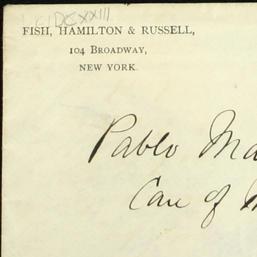 DCXXIII
FISH, HAMILTON & RUSSELL,
104 BROADWAY,
NEW YORK.
Pablo
Care of